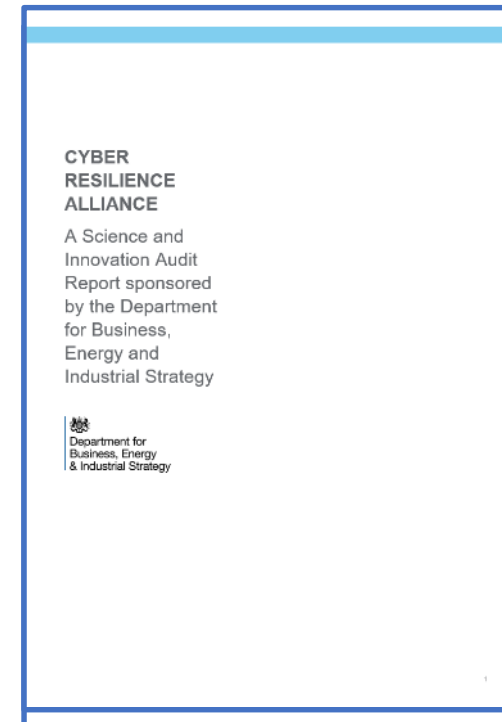 CYBER
RESILIENCE
ALLIANCE
A Science and
Innovation Audit
Report sponsored
by the Department
for Business,
Energy and
Industrial Strategy
Department for
Business, Energy
& Industrial Strategy
1